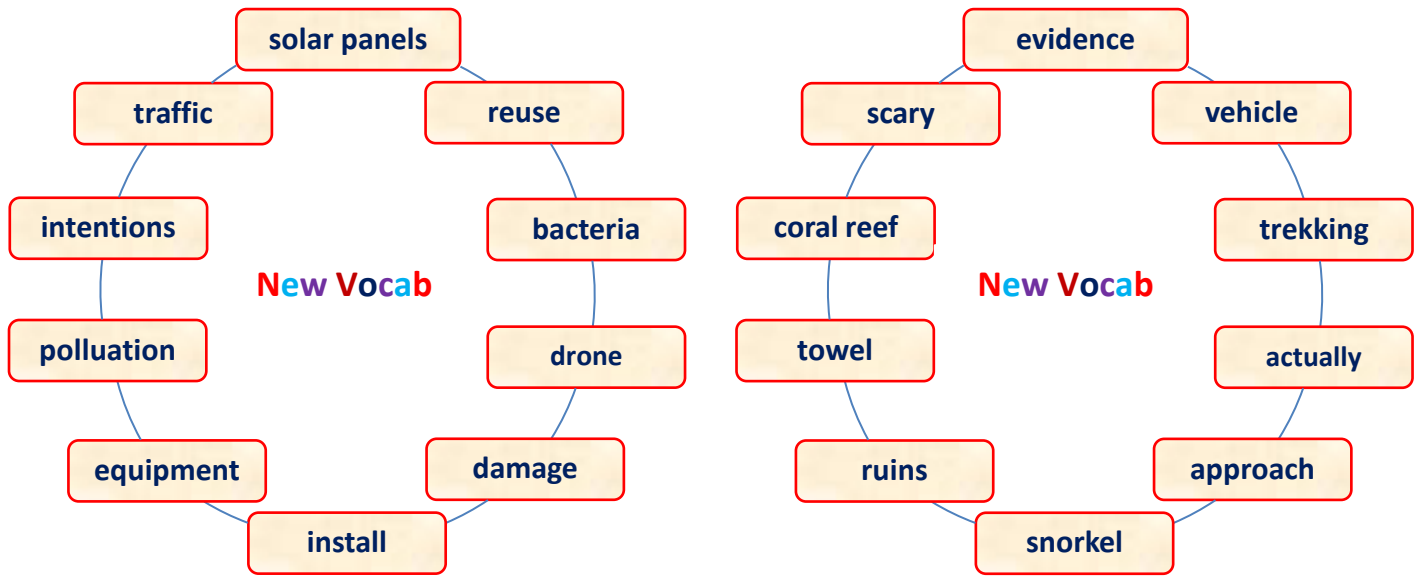 solar panels
reuse
bacteria
drone
damage
install
equipment
polluation
intentions
traffic
New Vocab
evidence
vehicle
trekking
actually
approach
snorkel
ruins
towel
coral reef
scary
New Vocab